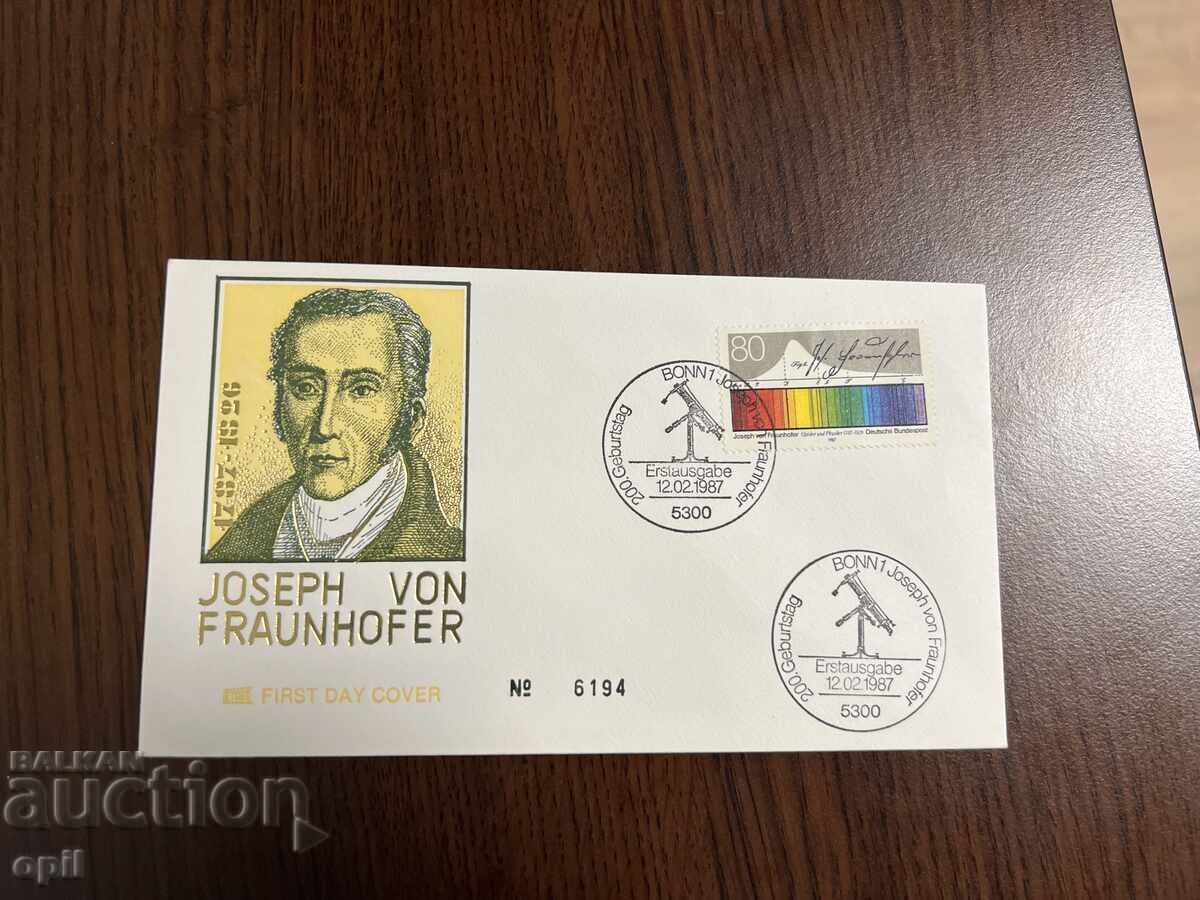 1787-1926
JOSEPH VON
FRAUNHOFER
FIRST DAY COVER
Nº 6194
80
Joseph von Fraunhofer Deutsche Bundespost
1987
BONN 1 Joseph von Fraunhofer
200. Geburtstag
Erstausgabe
12.02.1987
5300
BONN 1 Joseph von Fraunhofer
200. Geburtstag
Erstausgabe
12.02.1987
5300
BALKAN
auction
opil